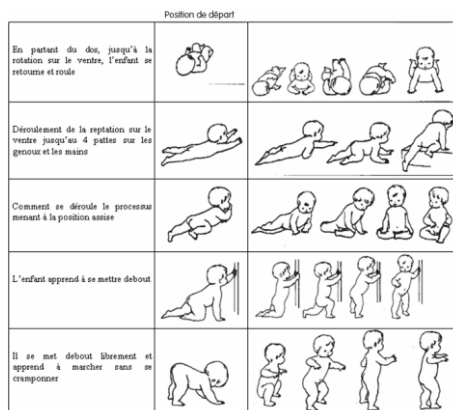 Position de départ
En partant du dos, jusqu'à la
rotation sur le ventre, l'enfant se
retourne et roule
Déroulement de la reptation sur le
ventre jusqu'au 4 pattes sur les
genoux et les mains
Comment se déroule le processus
menant à la position assise
L'enfant apprend à se mettre debout
Il se met debout librement et
apprend à marcher sans se
cramponner